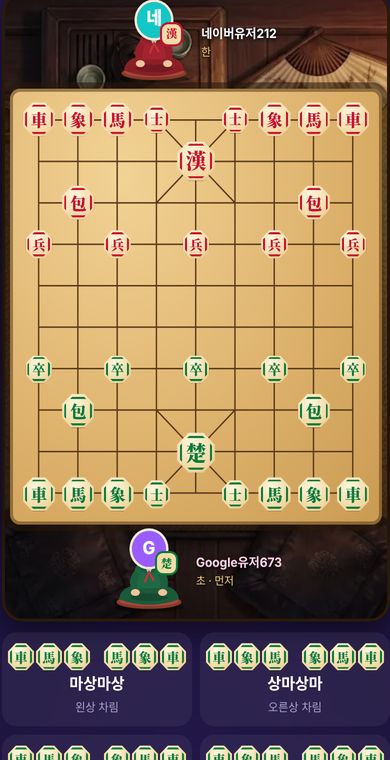 네
漢
네이버유저212
한
車 象 馬 士 士 象 馬 車
漢
包 包
兵 兵 兵 兵 兵
卒 卒 卒 卒 卒
包 包
楚
車 馬 象 士 士 馬 象 車
G
楚
Google유저673
초 · 먼저
車 馬 象 馬 象 車
마상마상
왼상 차림
車 象 馬 象 馬 車
상마상마
오른상 차림